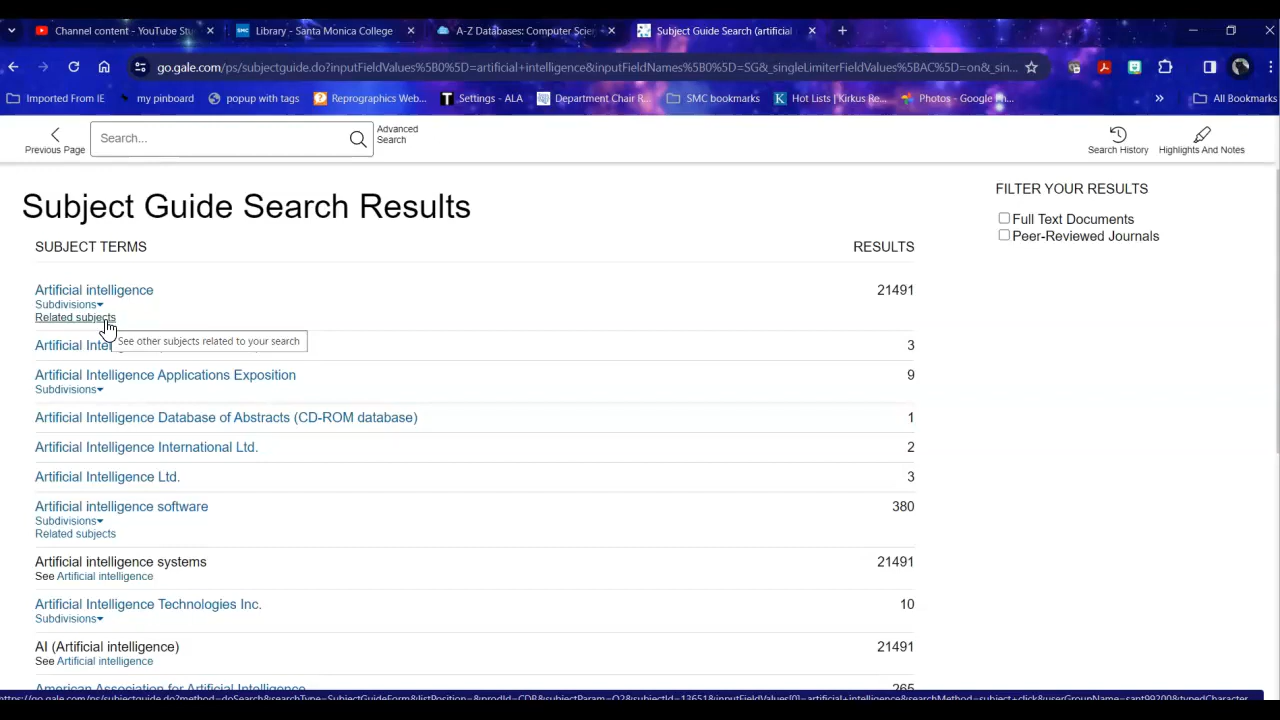 Channel content - YouTube Stu
Library - Santa Monica College
A-Z Databases: Computer Scien
Subject Guide Search (artificial
go.gale.com/ps/subjectguide.do?inputFieldValues%5B0%5D=artificial+intelligence&inputFieldNames%5B0%5D=SG&_singleLimiterFieldValues%5BAC%5D=on&_sin...
Imported From IE
my pinboard
popup with tags
Reprographics Web...
Settings - ALA
Department Chair R...
SMC bookmarks
Hot Lists | Kirkus Re...
Photos - Google Ph...
All Bookmarks
Previous Page
Search...
Advanced
Search
Search History
Highlights And Notes
Subject Guide Search Results
FILTER YOUR RESULTS
Full Text Documents
Peer-Reviewed Journals
SUBJECT TERMS RESULTS
Artificial intelligence 21491
Subdivisions
Related subjects
See other subjects related to your search
Artificial 3
Artificial Intelligence Applications Exposition 9
Subdivisions
Artificial Intelligence Database of Abstracts (CD-ROM database) 1
Artificial Intelligence International Ltd. 2
Artificial Intelligence Ltd. 3
Artificial intelligence software 380
Subdivisions
Related subjects
Artificial intelligence systems 21491
See Artificial intelligence
Artificial Intelligence Technologies Inc. 10
Subdivisions
AI (Artificial intelligence) 21491
See Artificial intelligence
American Association for Artificial Intelligence 265